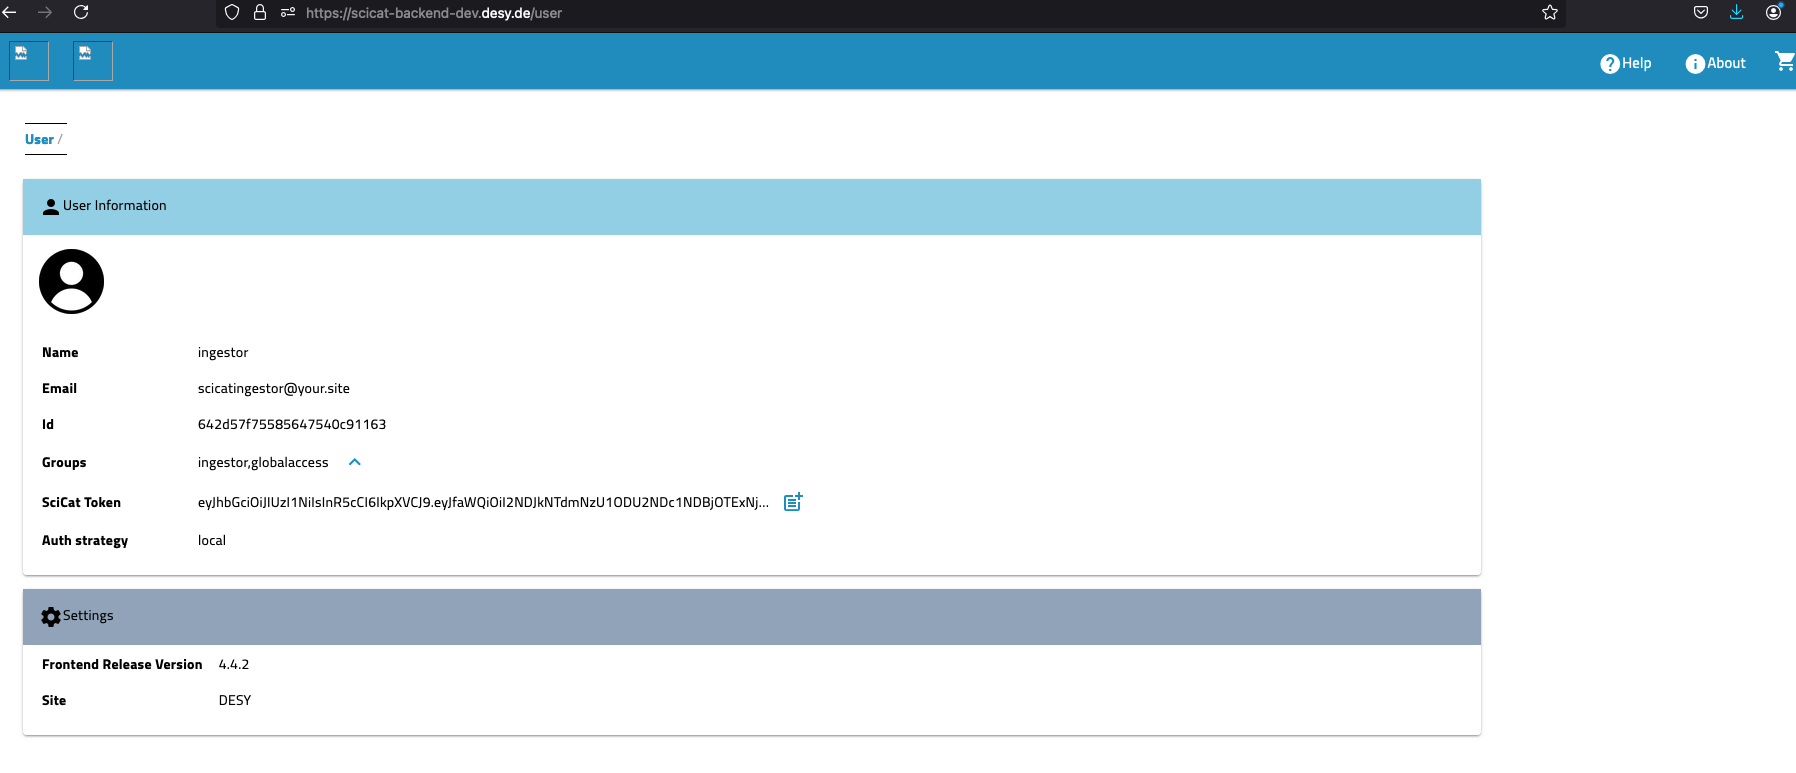 https://scicat-backend-dev.desy.de/user
Help
About
User /
User Information
Name ingestor
Email scicatingestor@your.site
Id 642d57f75585647540c91163
Groups ingestor,globalaccess
SciCat Token eyJhbGciOiJIUzI1NiIsInR5cCI6IkpXVCJ9.eyJfaWQiOiI2NDJkNTdmNzU1ODU2NDc1NDBjOTExNj...
Auth strategy local
Settings
Frontend Release Version 4.4.2
Site DESY